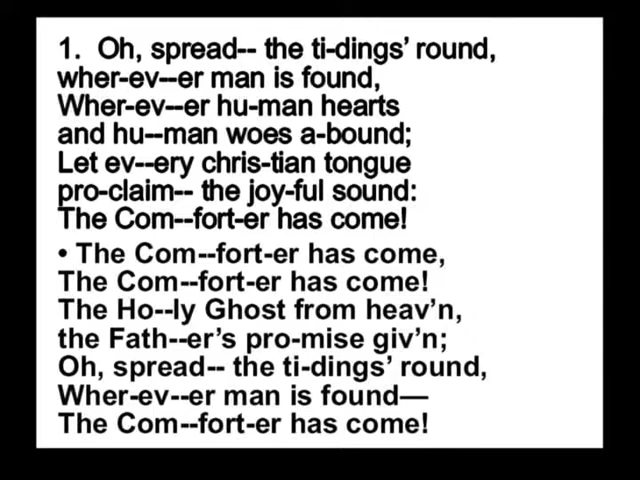 1.  Oh, spread-- the ti-dings’ round,
wher-ev--er man is found,
Wher-ev--er hu-man hearts
and hu--man woes a-bound;
Let ev--ery chris-tian tongue
pro-claim-- the joy-ful sound:
The Com--fort-er has come!
• The Com--fort-er has come,
The Com--fort-er has come!
The Ho--ly Ghost from heav’n,
the Fath--er’s pro-mise giv’n;
Oh, spread-- the ti-dings’ round,
Wher-ev--er man is found—
The Com--fort-er has come!